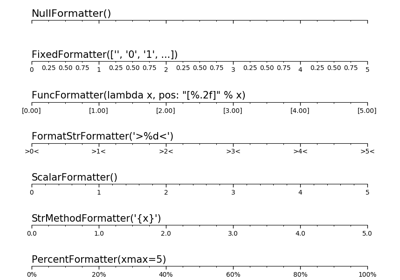 NullFormatter()
FixedFormatter(['', '0', '1', ...])
0 0.25 0.50 0.75 1 0.25 0.50 0.75 2 0.25 0.50 0.75 3 0.25 0.50 0.75 4 0.25 0.50 0.75 5
FuncFormatter(lambda x, pos: "[%.2f]" % x)
[0.00] [1.00] [2.00] [3.00] [4.00] [5.00]
FormatStrFormatter('>%d<')
>0< >1< >2< >3< >4< >5<
ScalarFormatter()
0 1 2 3 4 5
StrMethodFormatter('{x}')
0.0 1.0 2.0 3.0 4.0 5.0
PercentFormatter(xmax=5)
0% 20% 40% 60% 80% 100%